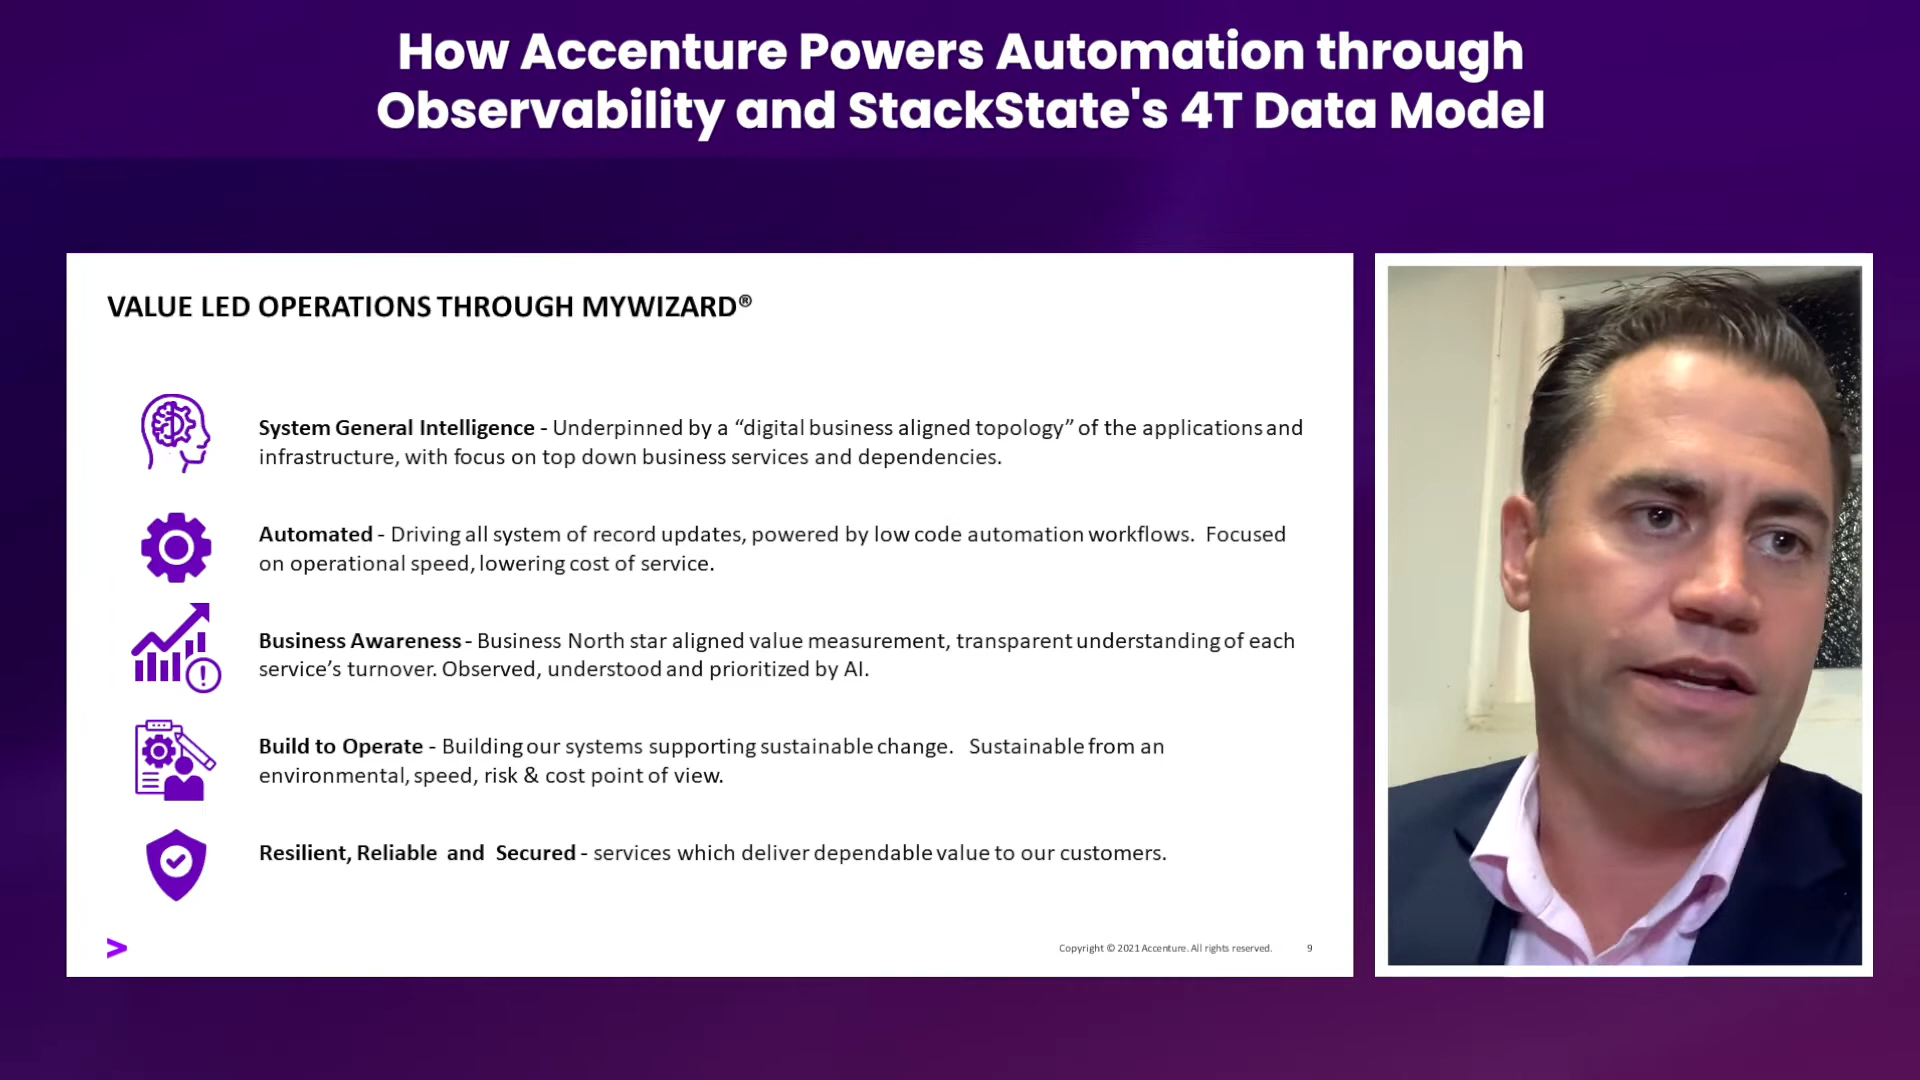 How Accenture Powers Automation through
Observability and StackState's 4T Data Model
VALUE LED OPERATIONS THROUGH MYWIZARD®
System General Intelligence - Underpinned by a “digital business aligned topology” of the applications and
infrastructure, with focus on top down business services and dependencies.
Automated - Driving all system of record updates, powered by low code automation workflows. Focused
on operational speed, lowering cost of service.
Business Awareness - Business North star aligned value measurement, transparent understanding of each
service’s turnover. Observed, understood and prioritized by AI.
Build to Operate - Building our systems supporting sustainable change. Sustainable from an
environmental, speed, risk & cost point of view.
Resilient, Reliable and Secured - services which deliver dependable value to our customers.
Copyright © 2021 Accenture. All rights reserved. 9